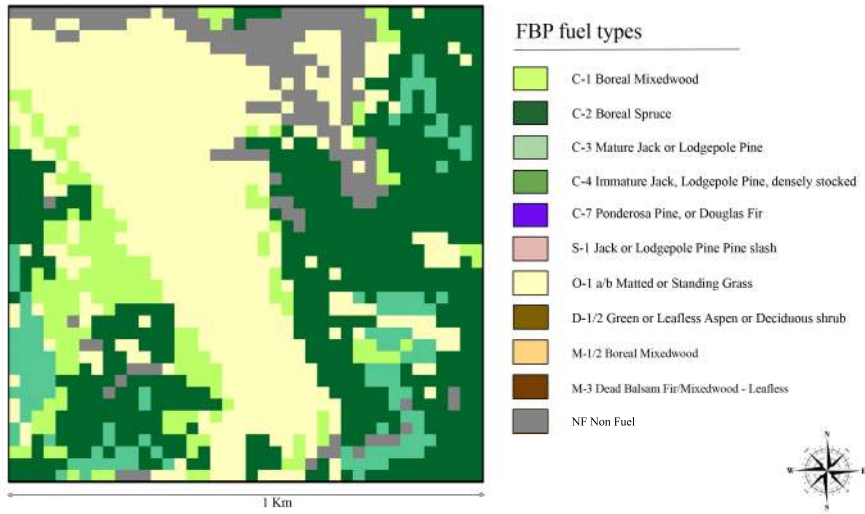 FBP fuel types
C-1 Boreal Mixedwood
C-2 Boreal Spruce
C-3 Mature Jack or Lodgepole Pine
C-4 Immature Jack, Lodgepole Pine, densely stocked
C-7 Ponderosa Pine, or Douglas Fir
S-1 Jack or Lodgepole Pine Pine slash
O-1 a/b Matted or Standing Grass
D-1/2 Green or Leafless Aspen or Deciduous shrub
M-1/2 Boreal Mixedwood
M-3 Dead Balsam Fir/Mixedwood - Leafless
NF Non Fuel
N
W
E
S
1 Km